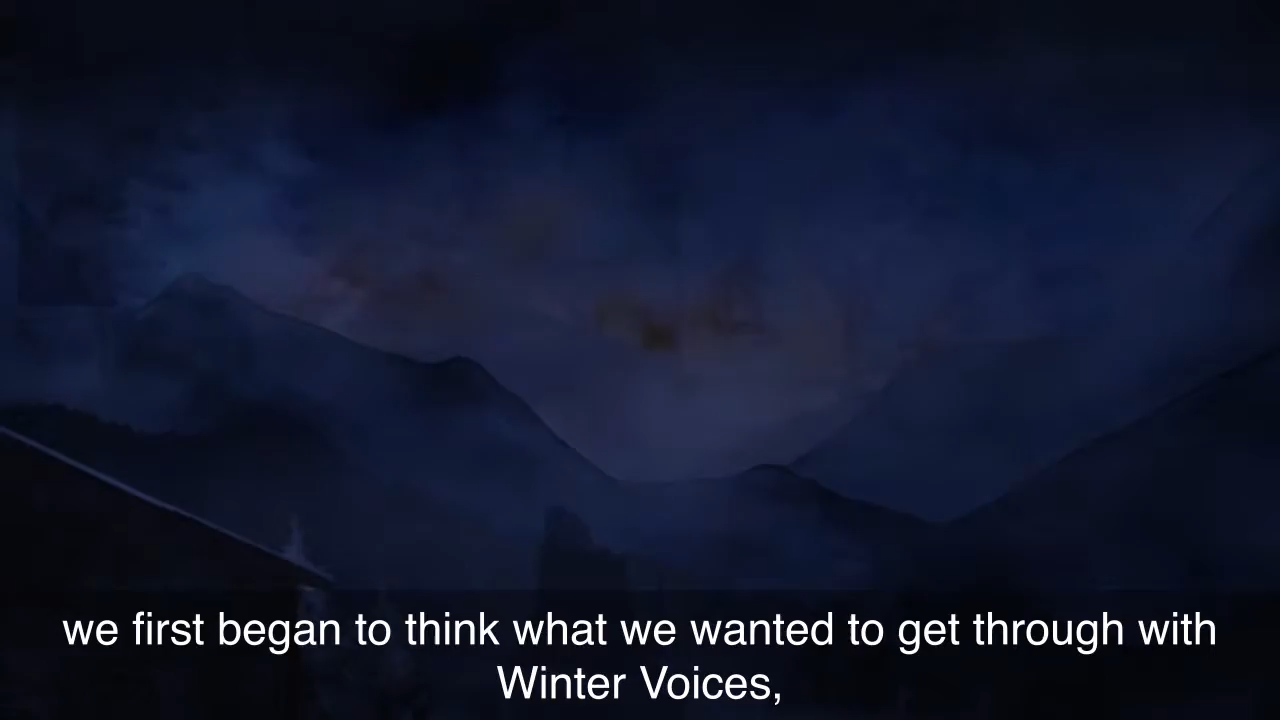 we first began to think what we wanted to get through with
Winter Voices,